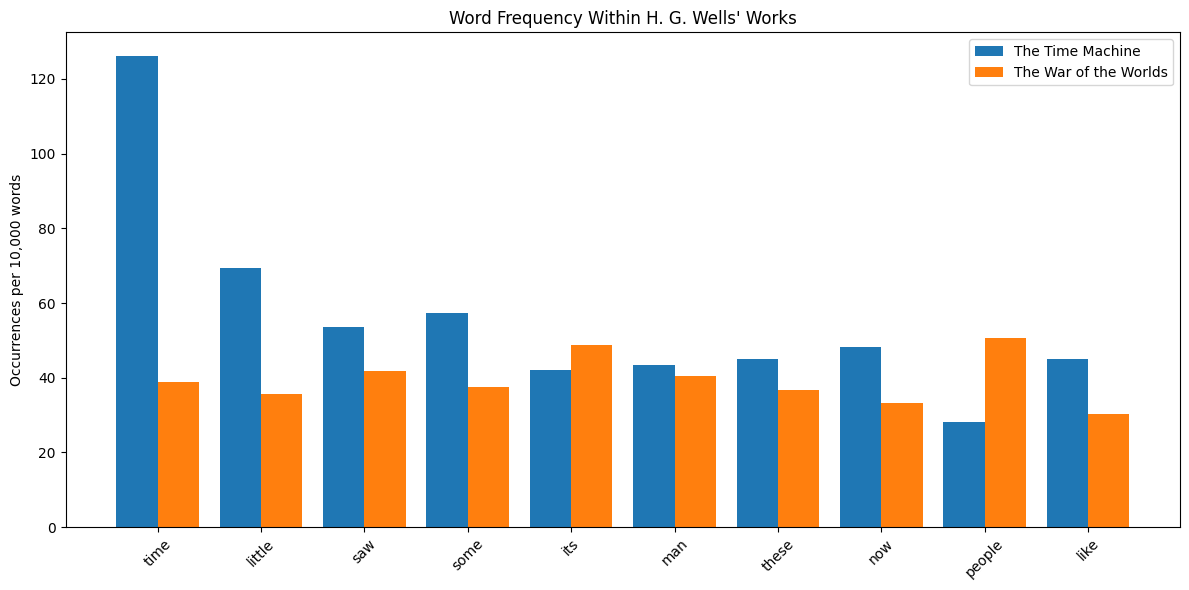 Word Frequency Within H. G. Wells' Works
The Time Machine
The War of the Worlds
Occurrences per 10,000 words
120
100
80
60
40
20
0
time
little
saw
some
its
man
these
now
people
like